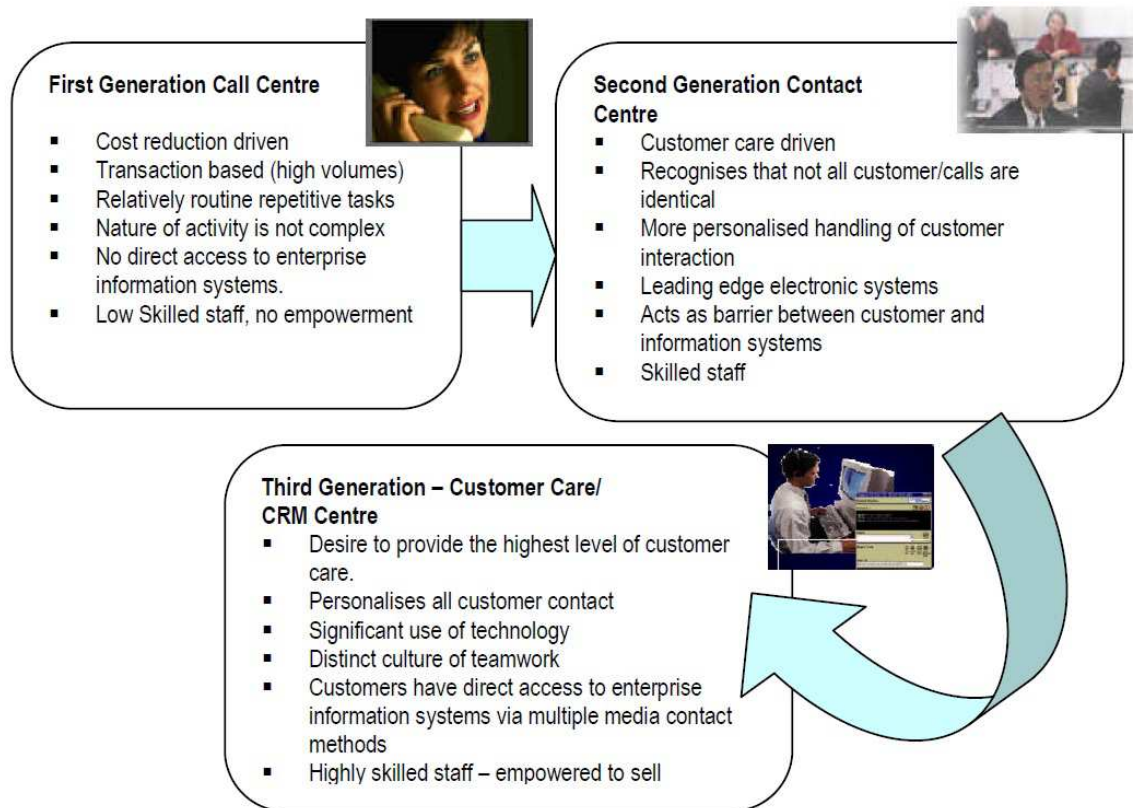 First Generation Call Centre
▪ Cost reduction driven
▪ Transaction based (high volumes)
▪ Relatively routine repetitive tasks
▪ Nature of activity is not complex
▪ No direct access to enterprise
information systems.
▪ Low Skilled staff, no empowerment
Second Generation Contact
Centre
▪ Customer care driven
▪ Recognises that not all customer/calls are
identical
▪ More personalised handling of customer
interaction
▪ Leading edge electronic systems
▪ Acts as barrier between customer and
information systems
▪ Skilled staff
Third Generation – Customer Care/
CRM Centre
▪ Desire to provide the highest level of customer
care.
▪ Personalises all customer contact
▪ Significant use of technology
▪ Distinct culture of teamwork
▪ Customers have direct access to enterprise
information systems via multiple media contact
methods
▪ Highly skilled staff – empowered to sell